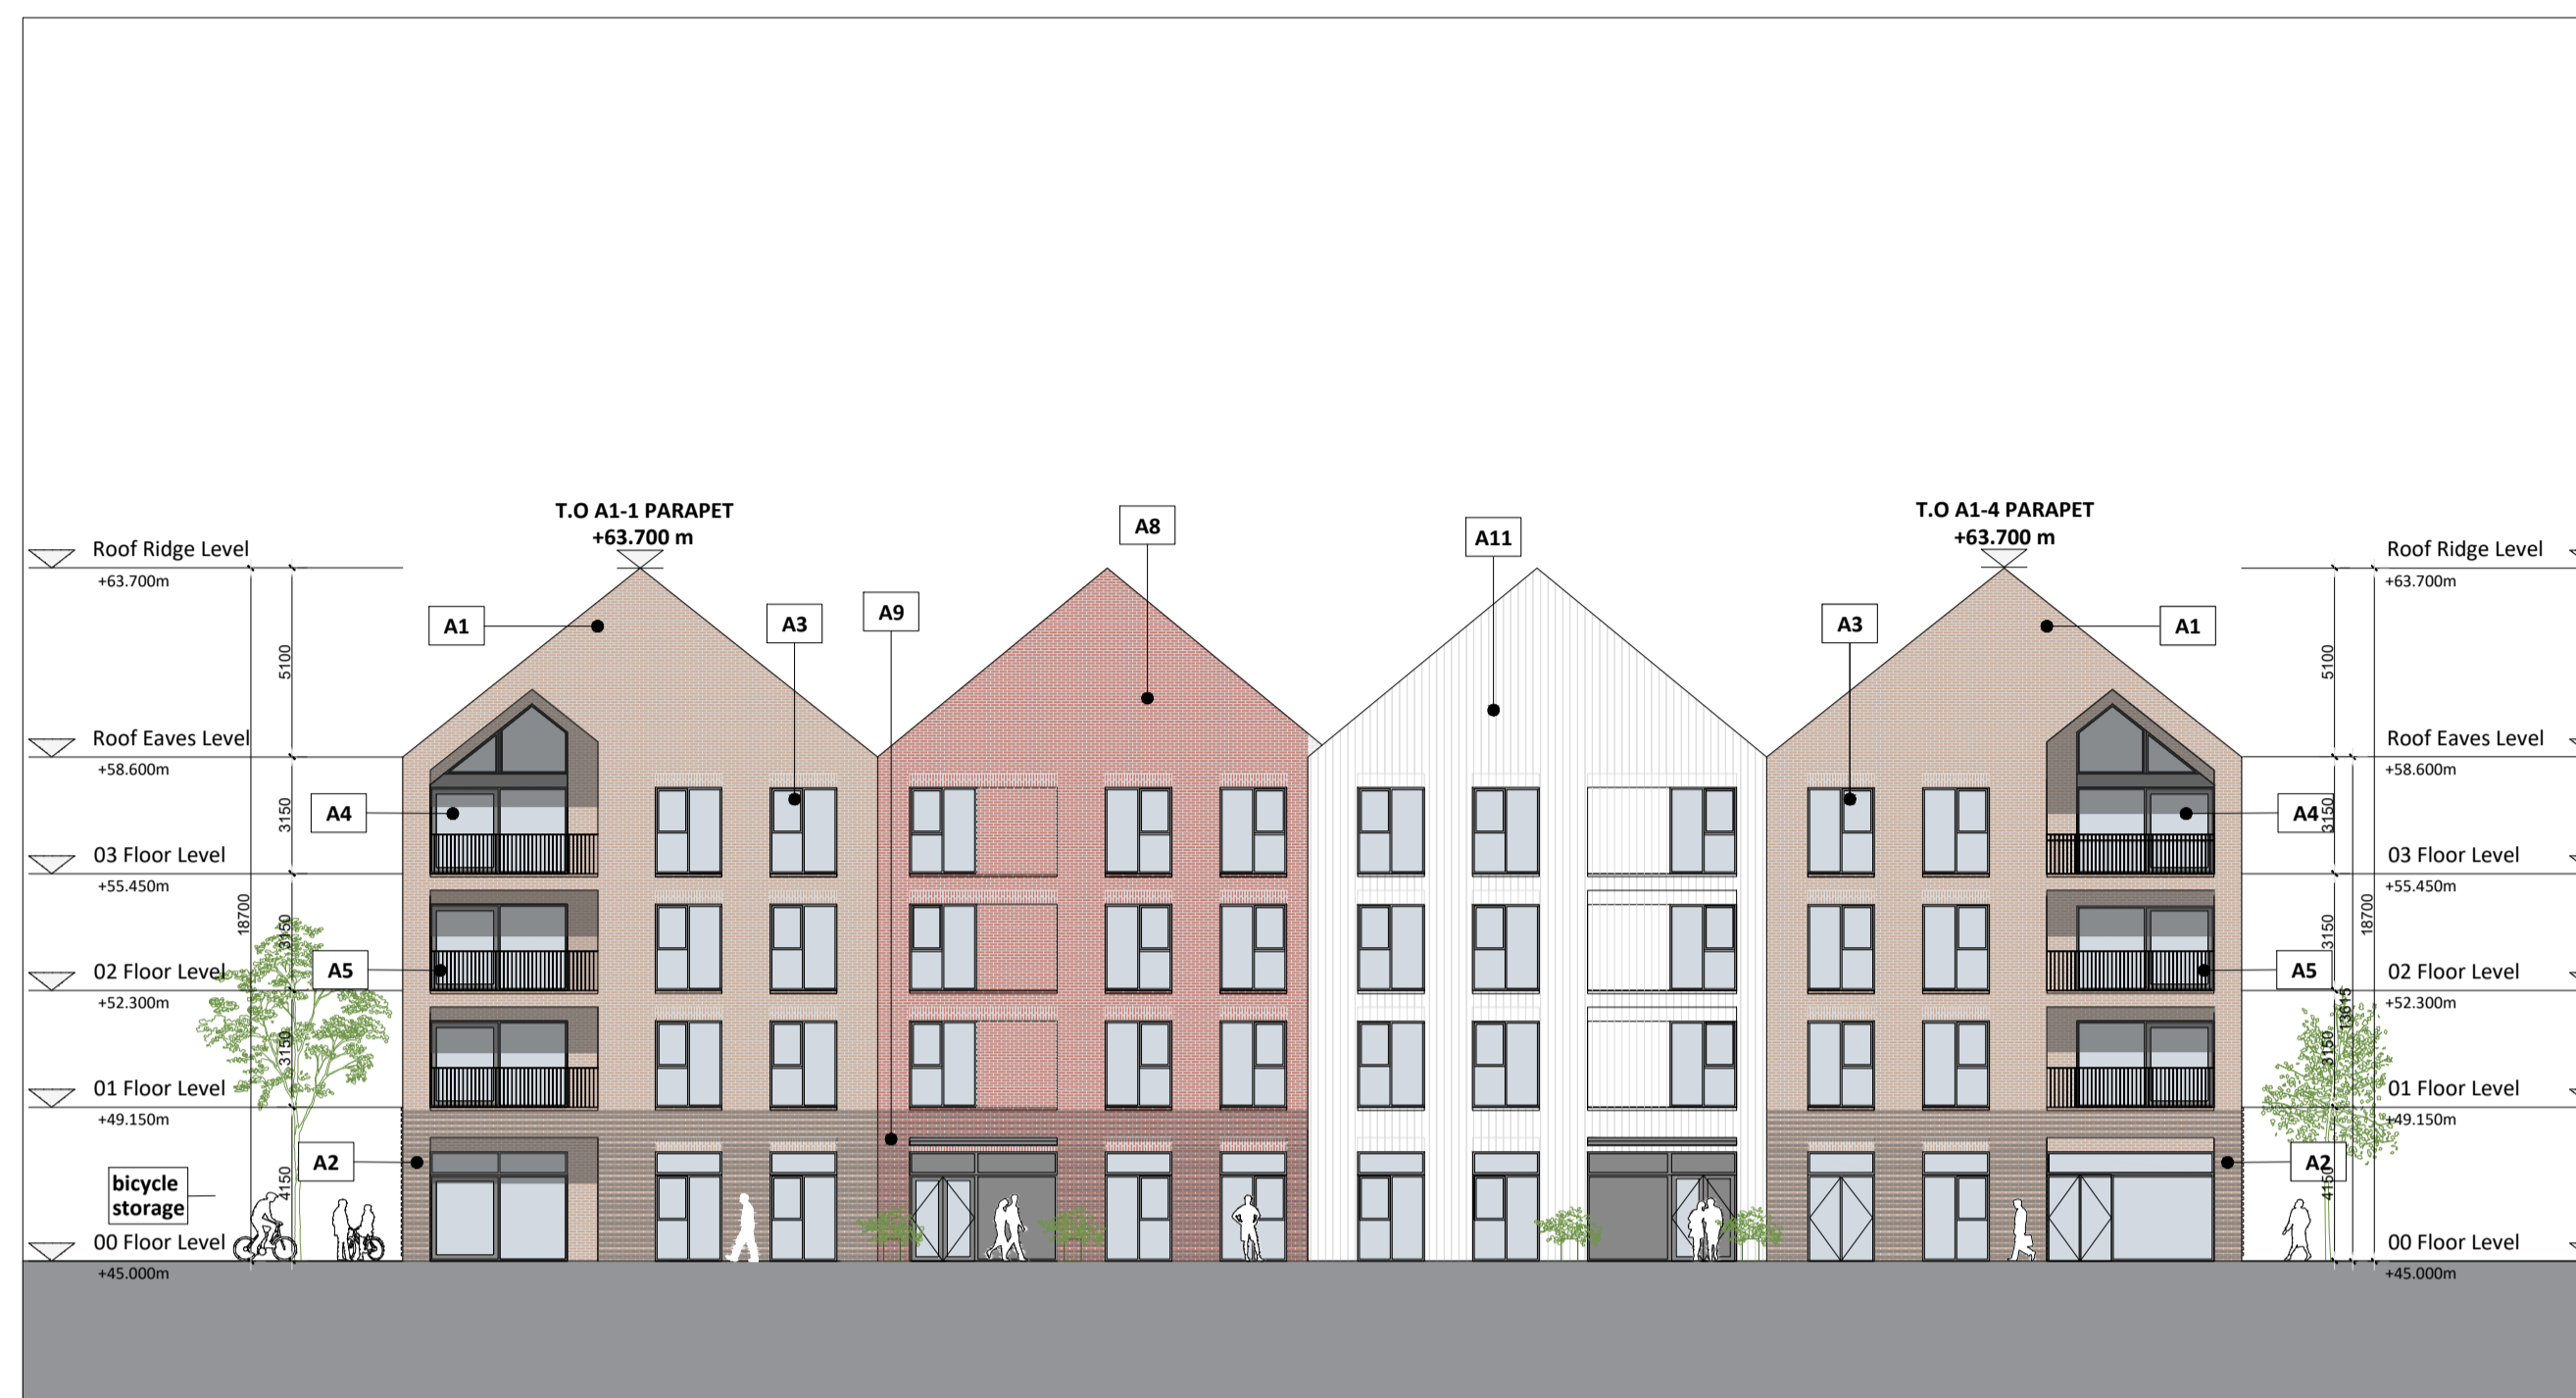 T.O A1-1 PARAPET
+63.700 m
T.O A1-4 PARAPET
+63.700 m
A8
A11
A9
A1
A3
A3
A1
Roof Ridge Level
+63.700m
Roof Ridge Level
+63.700m
5100
5100
Roof Eaves Level
+58.600m
Roof Eaves Level
+58.600m
A4
3150
A4
3150
03 Floor Level
+55.450m
03 Floor Level
+55.450m
18700
3150
3150
18700
A5
A5
02 Floor Level
+52.300m
02 Floor Level
+52.300m
3150
3150
13615
01 Floor Level
+49.150m
01 Floor Level
+49.150m
A2
A2
4150
4150
bicycle
storage
00 Floor Level
+45.000m
00 Floor Level
+45.000m